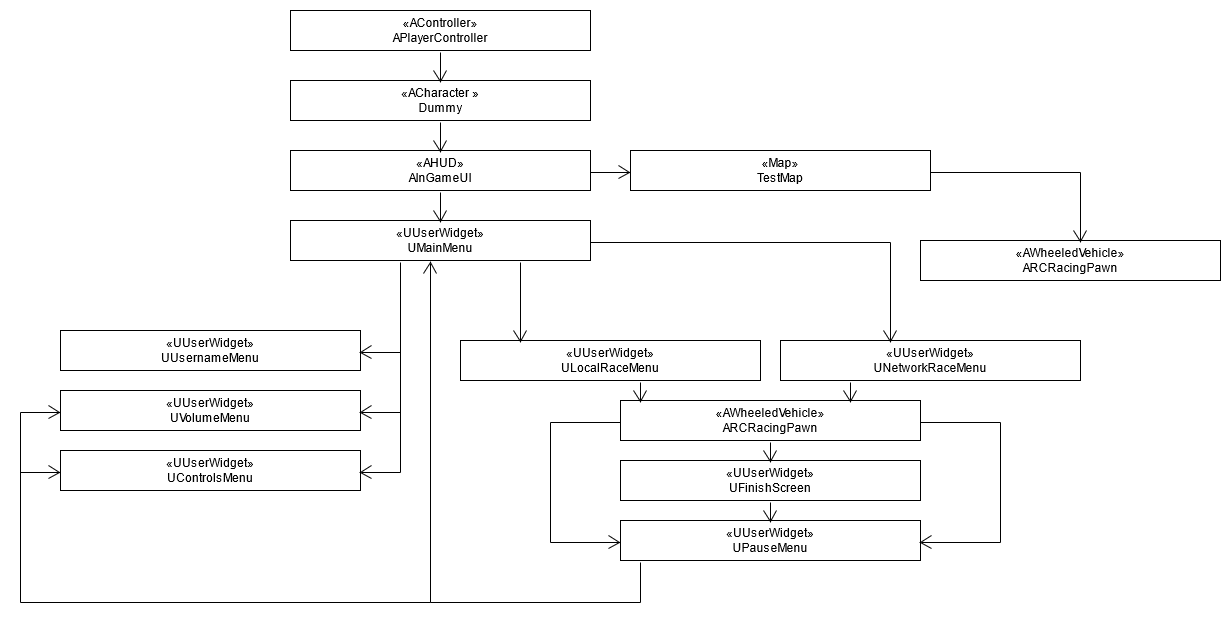 «AController»
APlayerController
«ACharacter »
Dummy
«AHUD»
AInGameUI
«Map»
TestMap
«UUserWidget»
UMainMenu
«AWheeledVehicle»
ARCRacingPawn
«UUserWidget»
UUsernameMenu
«UUserWidget»
ULocalRaceMenu
«UUserWidget»
UNetworkRaceMenu
«UUserWidget»
UVolumeMenu
«AWheeledVehicle»
ARCRacingPawn
«UUserWidget»
UControlsMenu
«UUserWidget»
UFinishScreen
«UUserWidget»
UPauseMenu